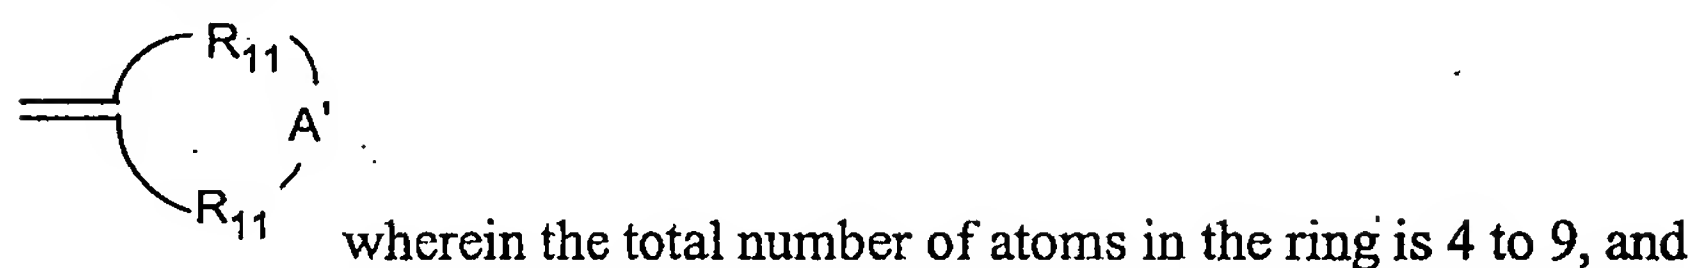 R11
A'
R11
wherein the total number of atoms in the ring is 4 to 9, and